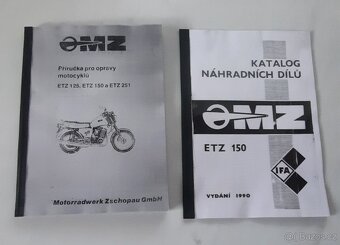 MZ
Příručka pro opravy
motocyklů
ETZ 125, ETZ 150 a ETZ 251
Motorradwerk Zschopau GmbH
KATALOG
NÁHRADNÍCH DÍLŮ
MZ
ETZ 150
IFA
VYDÁNÍ 1990